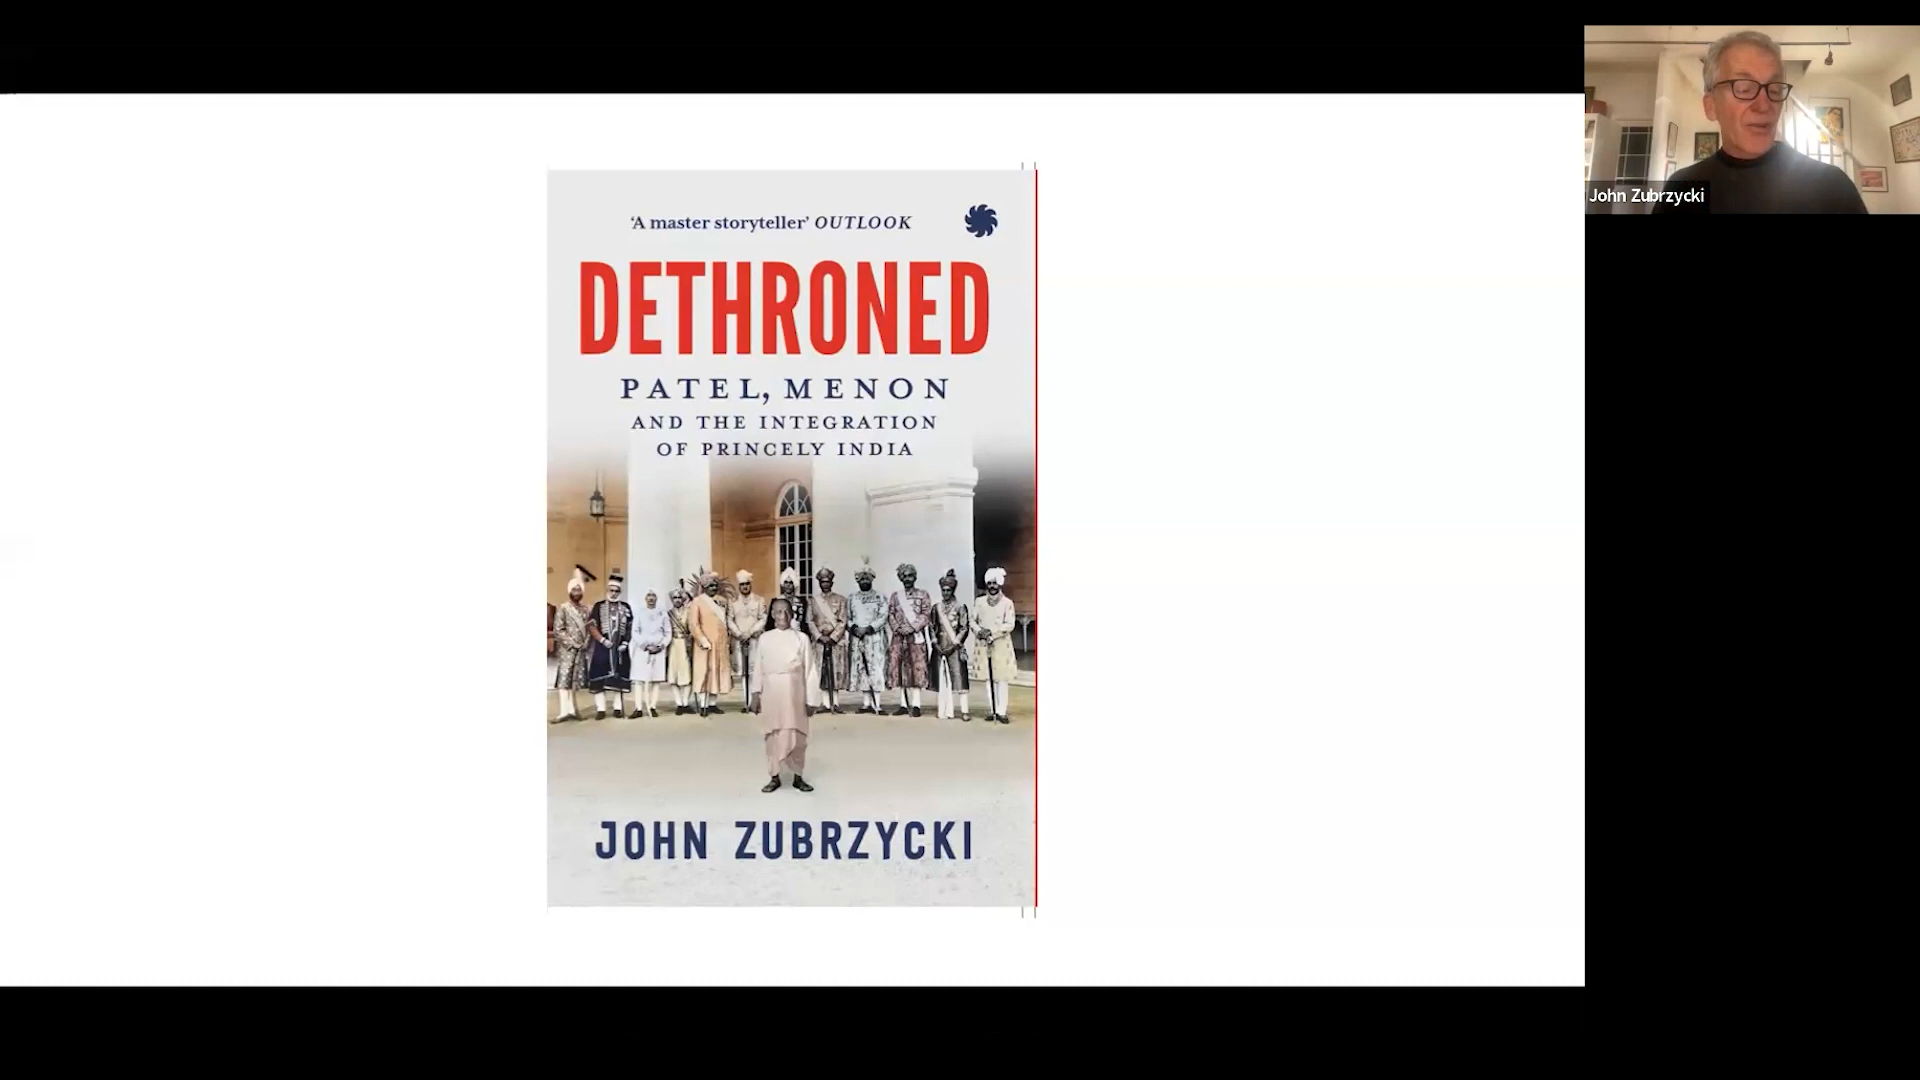 ‘A master storyteller’ OUTLOOK
DETHRONED
PATEL, MENON
AND THE INTEGRATION
OF PRINCELY INDIA
JOHN ZUBRZYCKI
John Zubrzycki